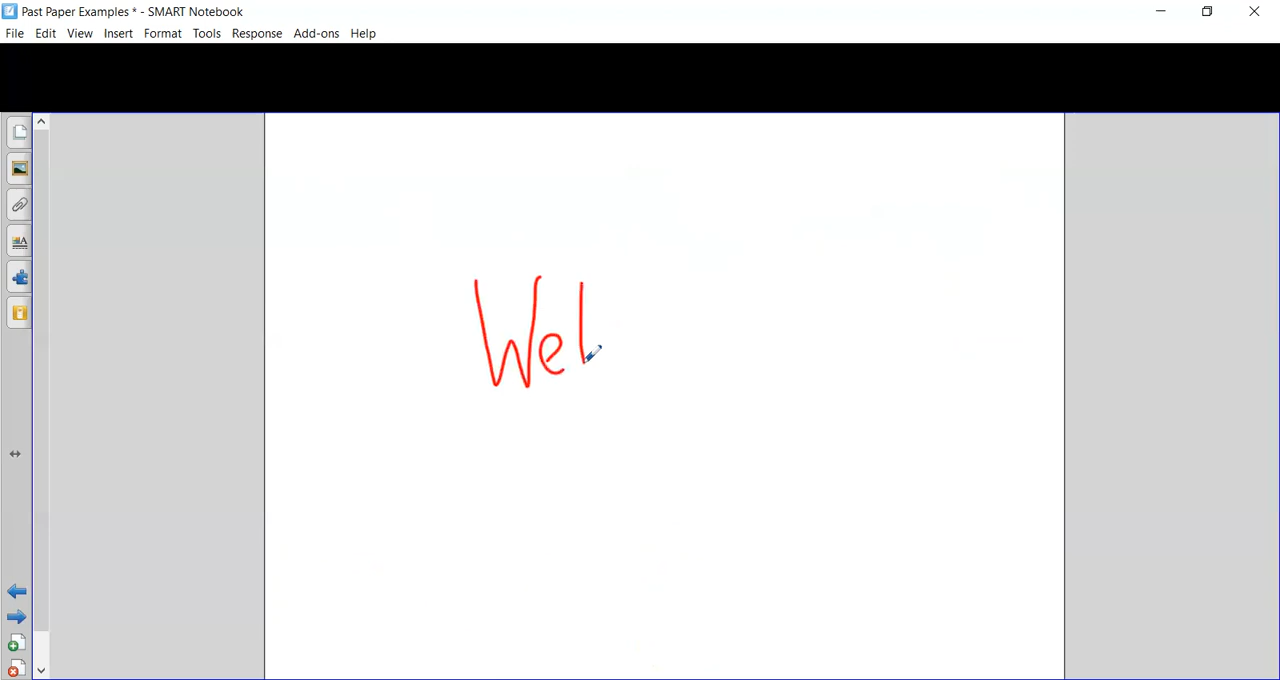 Past Paper Examples * - SMART Notebook
File Edit View Insert Format Tools Response Add-ons Help
Wel